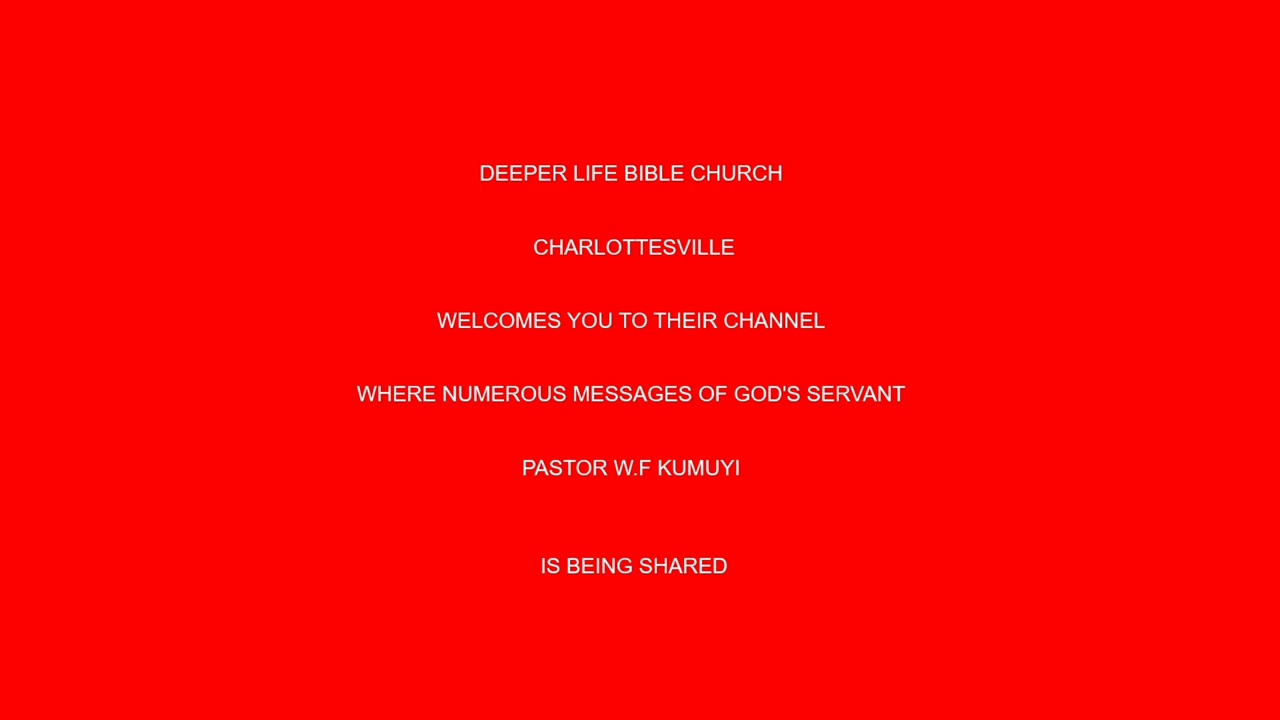 DEEPER LIFE BIBLE CHURCH
CHARLOTTESVILLE
WELCOMES YOU TO THEIR CHANNEL
WHERE NUMEROUS MESSAGES OF GOD'S SERVANT
PASTOR W.F KUMUYI
IS BEING SHARED